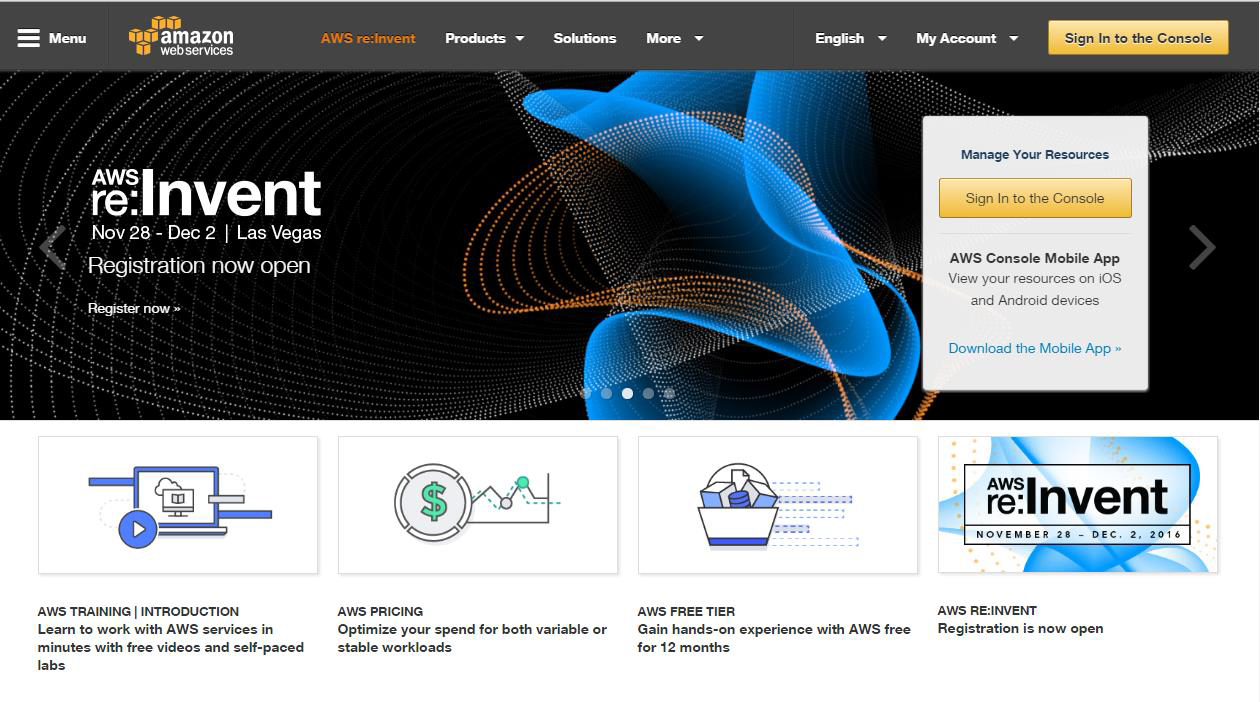 Menu
amazon
web services
AWS re:Invent
Products
Solutions
More
English
My Account
Sign In to the Console
AWS
re:Invent
Nov 28 - Dec 2 | Las Vegas
Registration now open
Register now »
Manage Your Resources
Sign In to the Console
AWS Console Mobile App
View your resources on iOS
and Android devices
Download the Mobile App »
$
AWS
re:Invent
NOVEMBER 28 – DEC. 2, 2016
AWS TRAINING | INTRODUCTION
Learn to work with AWS services in
minutes with free videos and self-paced
labs
AWS PRICING
Optimize your spend for both variable or
stable workloads
AWS FREE TIER
Gain hands-on experience with AWS free
for 12 months
AWS RE:INVENT
Registration is now open